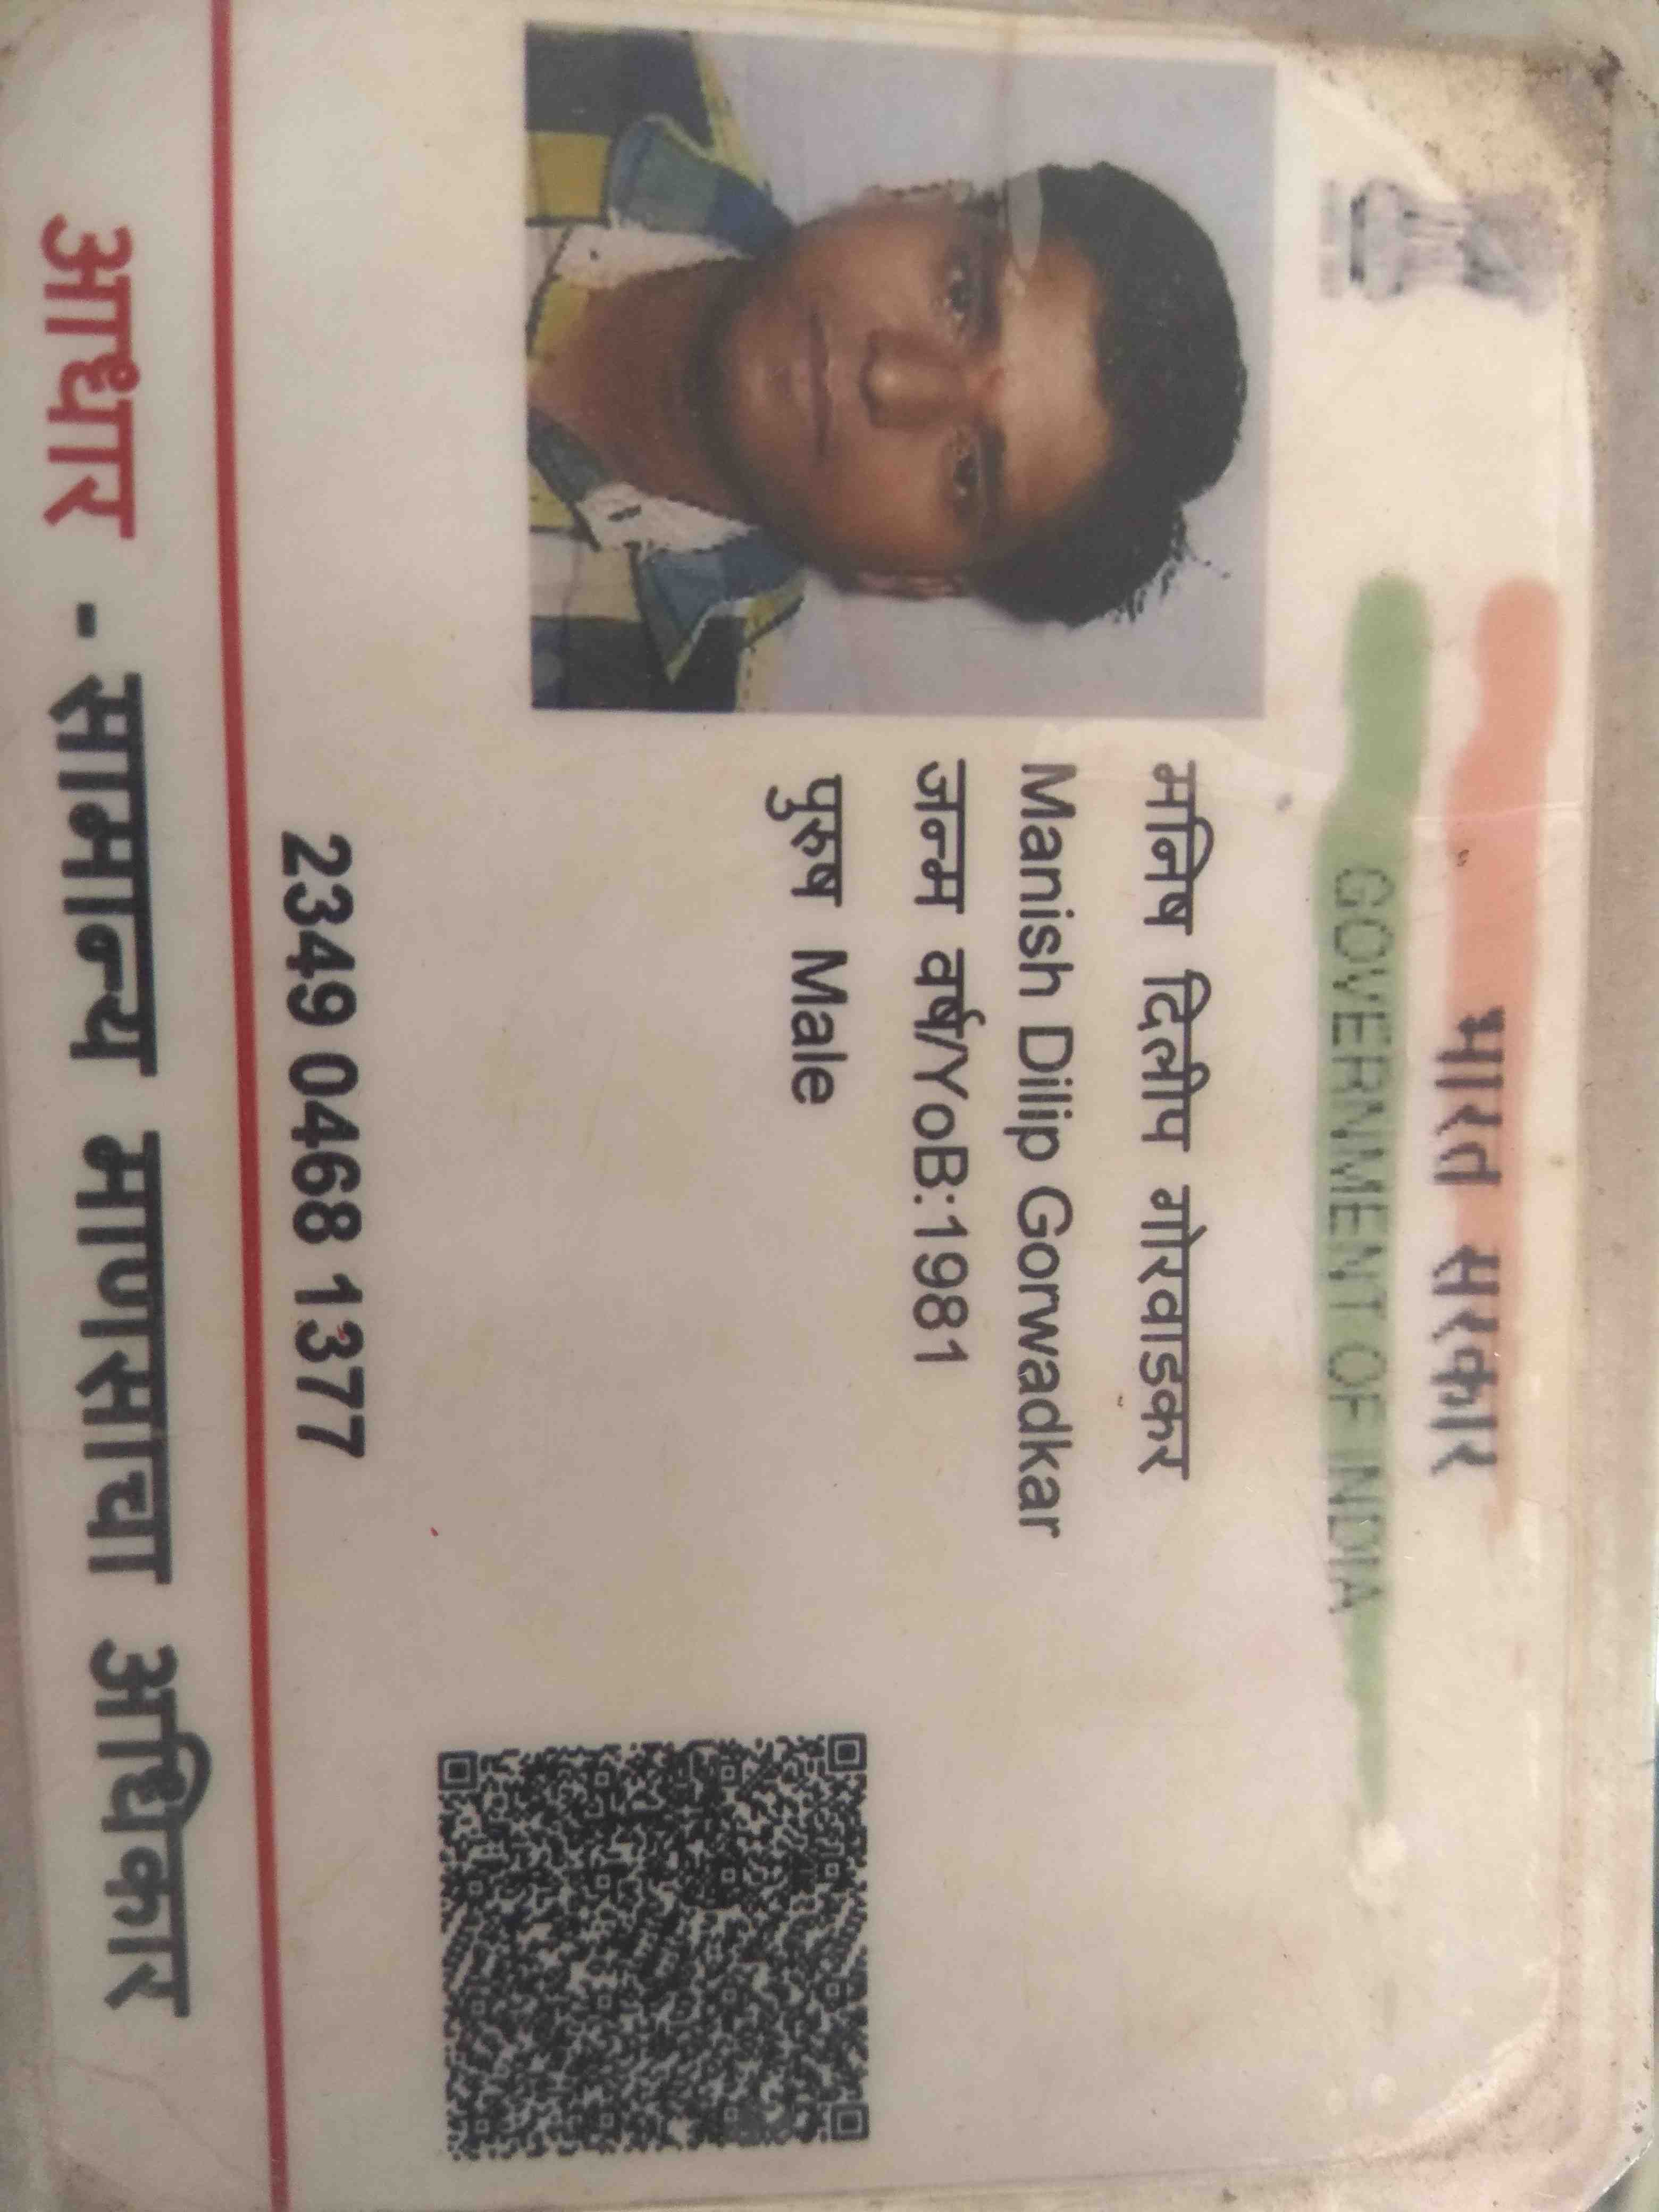 भारत सरकार
GOVERNMENT OF INDIA
मनिष दिलीप गोरवाडकर
Manish Dilip Gorwadkar
जन्म वर्ष/YoB:1981
पुरुष Male
2349 0468 1377
आधार - सामान्य माणसाचा अधिकार